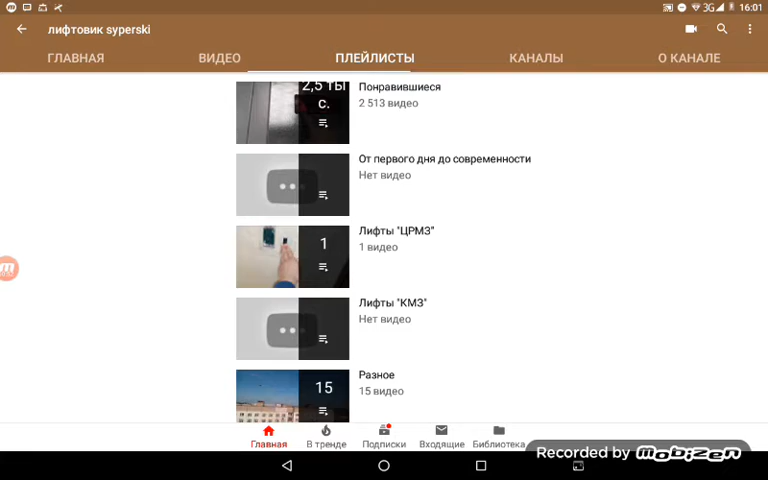 3G 16:01
лифтовик syperski
ГЛАВНАЯ ВИДЕО ПЛЕЙЛИСТЫ КАНАЛЫ О КАНАЛЕ
2,5 ты
с.
Понравившиеся
2 513 видео
От первого дня до современности
Нет видео
1
Лифты "ЦРМЗ"
1 видео
Лифты "КМЗ"
Нет видео
15
Разное
15 видео
Главная В тренде Подписки Входящие Библиотека
Recorded by mobizen